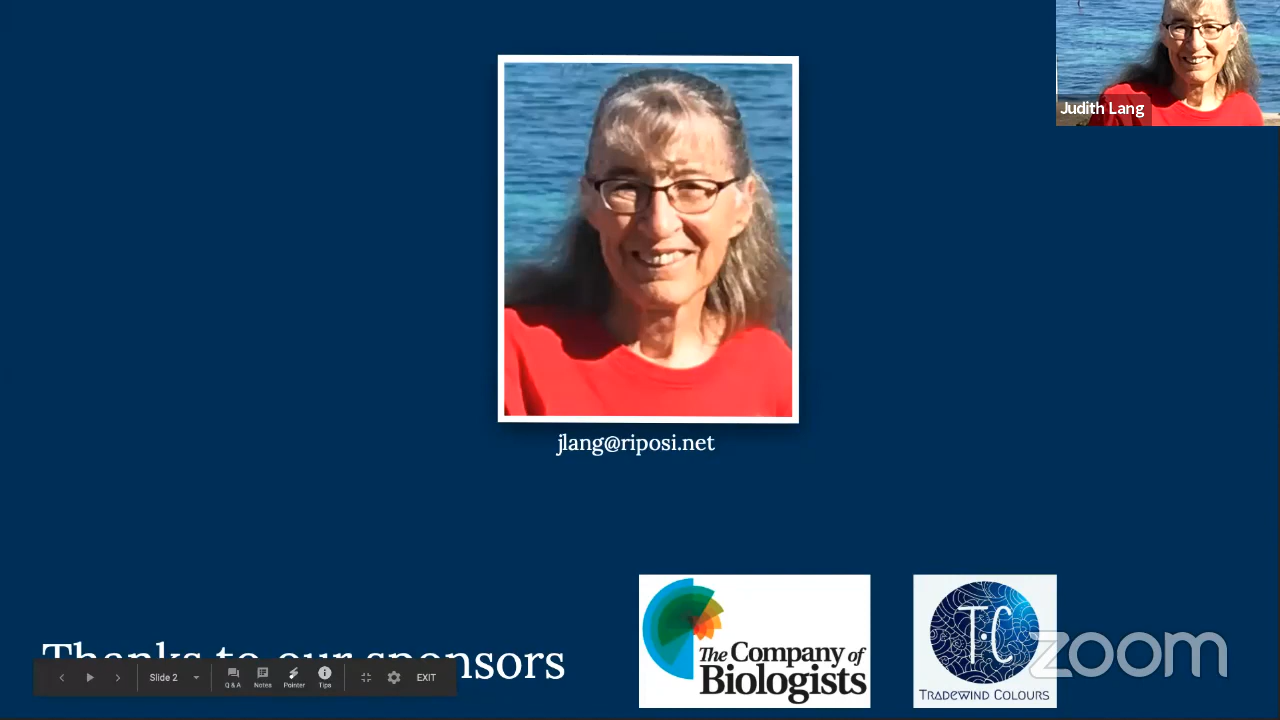 Judith Lang
jlang@riposi.net
Thanks to our sponsors
The Company of
Biologists
T·C
TRADEWIND COLOURS
zoom
Slide 2
Q & A
Notes
Pointer
Tips
EXIT